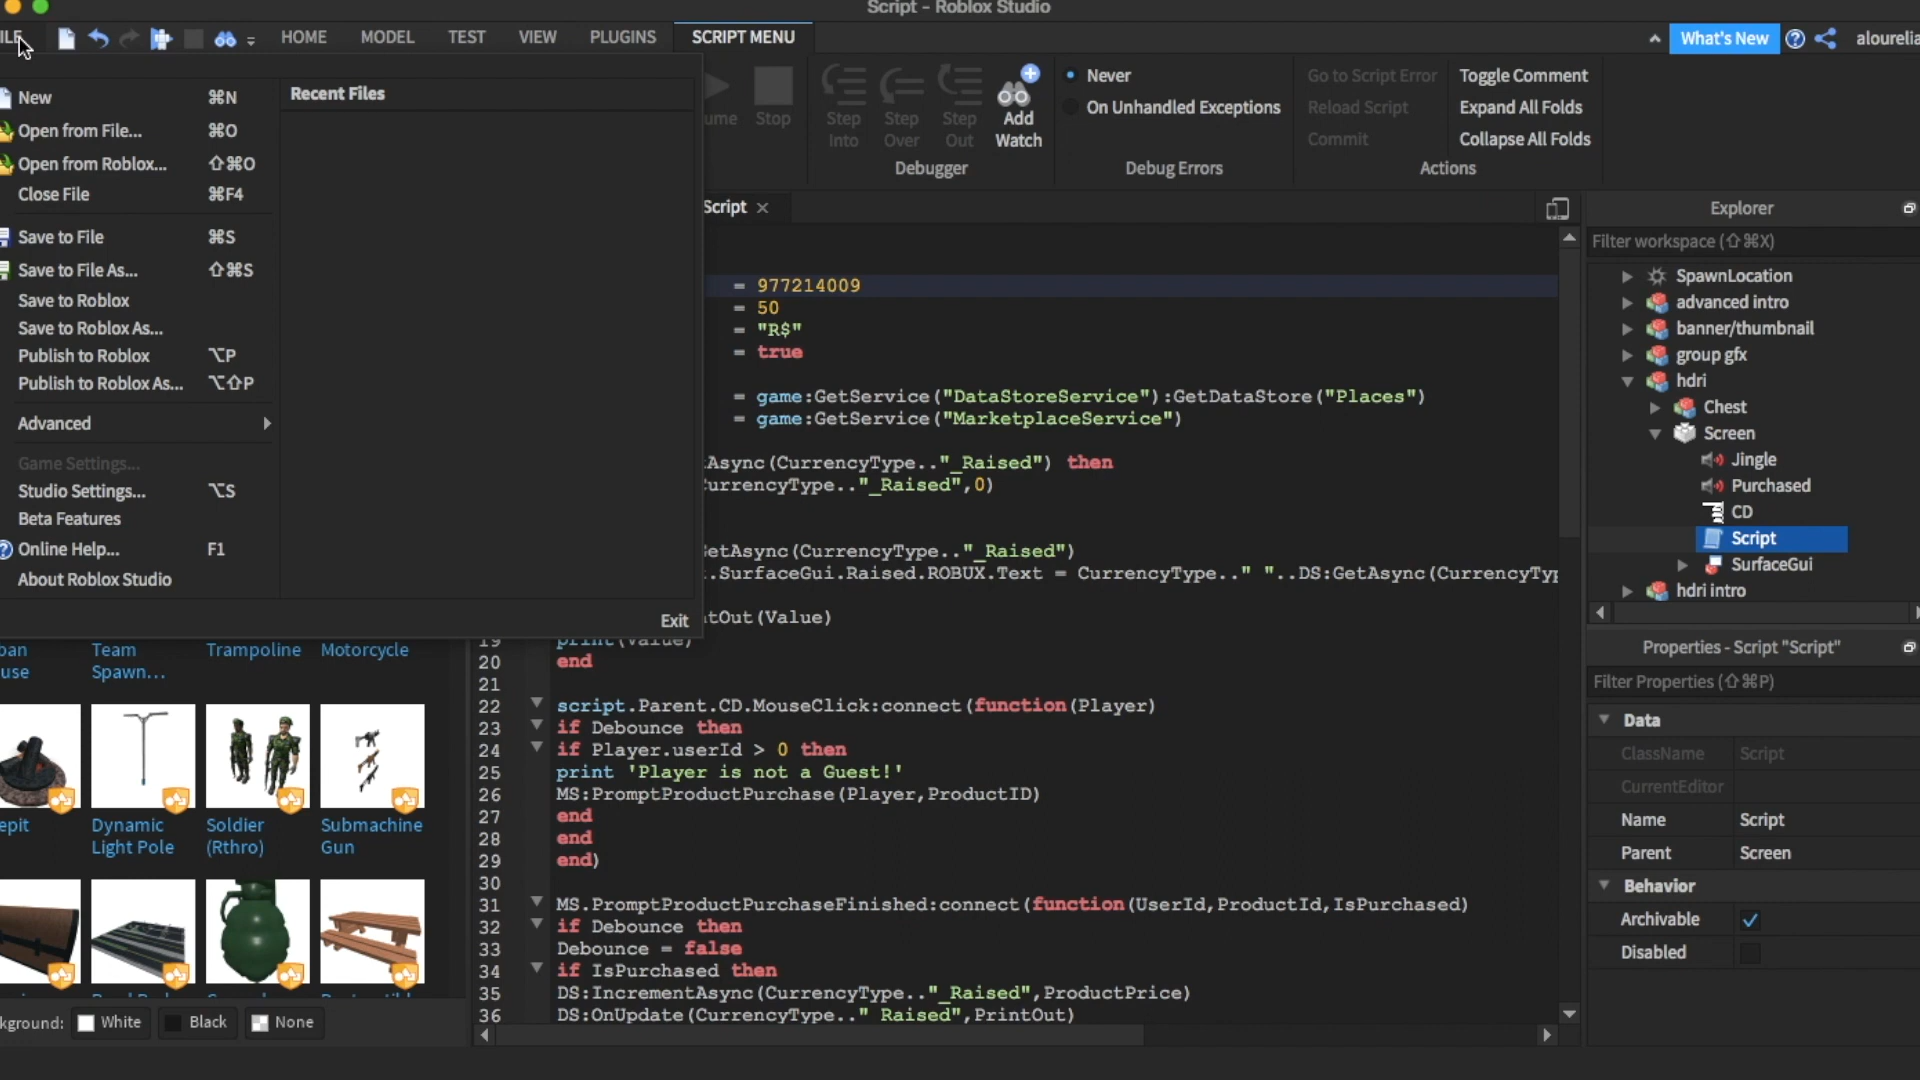 Script - Roblox Studio
HOME MODEL TEST VIEW PLUGINS SCRIPT MENU
What's New
New ⌘N
Open from File... ⌘O
Open from Roblox... ⇧⌘O
Close File ⌘F4
Save to File ⌘S
Save to File As... ⇧⌘S
Save to Roblox
Save to Roblox As...
Publish to Roblox ⌥P
Publish to Roblox As... ⌥⇧P
Advanced
Game Settings...
Studio Settings... ⌥S
Beta Features
Online Help... F1
About Roblox Studio
Recent Files
Exit
Stop
Step Into
Step Over
Step Out
Add Watch
Debugger
Never
On Unhandled Exceptions
Debug Errors
Go to Script Error
Reload Script
Commit
Toggle Comment
Expand All Folds
Collapse All Folds
Actions
Script
= 977214009
= 50
= "R$"
= true
= game:GetService("DataStoreService"):GetDataStore("Places")
= game:GetService("MarketplaceService")
Async(CurrencyType.."_Raised") then
CurrencyType.."_Raised",0)
GetAsync(CurrencyType.."_Raised")
.SurfaceGui.Raised.ROBUX.Text = CurrencyType.." "..DS:GetAsync(CurrencyTyp
tOut(Value)
19 print(Value)
20 end
21
22 script.Parent.CD.MouseClick:connect(function(Player)
23 if Debounce then
24 if Player.userId > 0 then
25 print 'Player is not a Guest!'
26 MS:PromptProductPurchase(Player,ProductID)
27 end
28 end
29 end)
30
31 MS.PromptProductPurchaseFinished:connect(function(UserId,ProductId,IsPurchased)
32 if Debounce then
33 Debounce = false
34 if IsPurchased then
35 DS:IncrementAsync(CurrencyType.."_Raised",ProductPrice)
36 DS:OnUpdate(CurrencyType.."_Raised",PrintOut)
Team Spawn...
Trampoline
Motorcycle
Dynamic Light Pole
Soldier (Rthro)
Submachine Gun
White Black None
Explorer
Filter workspace (⇧⌘X)
SpawnLocation
advanced intro
banner/thumbnail
group gfx
hdri
Chest
Screen
Jingle
Purchased
CD
Script
SurfaceGui
hdri intro
Properties - Script "Script"
Filter Properties (⇧⌘P)
Data
ClassName Script
CurrentEditor
Name Script
Parent Screen
Behavior
Archivable
Disabled